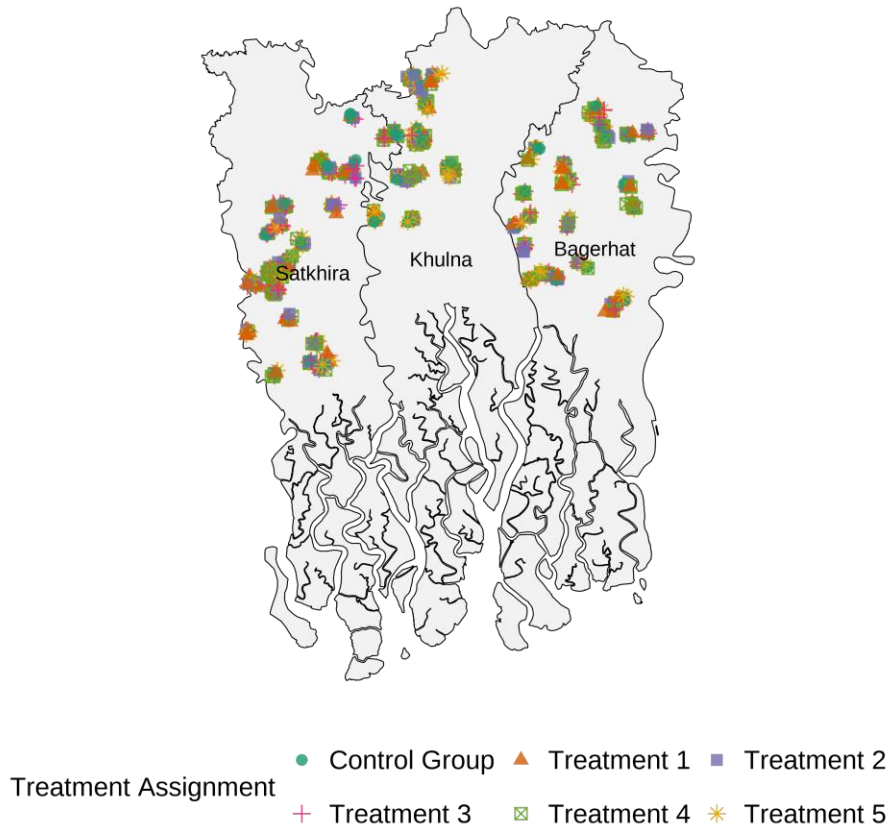 Khulna
Bagerhat
Satkhira
Treatment Assignment
Control Group
Treatment 1
Treatment 2
Treatment 3
Treatment 4
Treatment 5